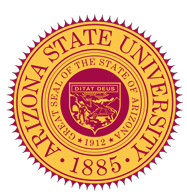 ARIZONA STATE UNIVERSITY
GREAT SEAL OF THE STATE OF ARIZONA
DITAT DEUS
1912
1885